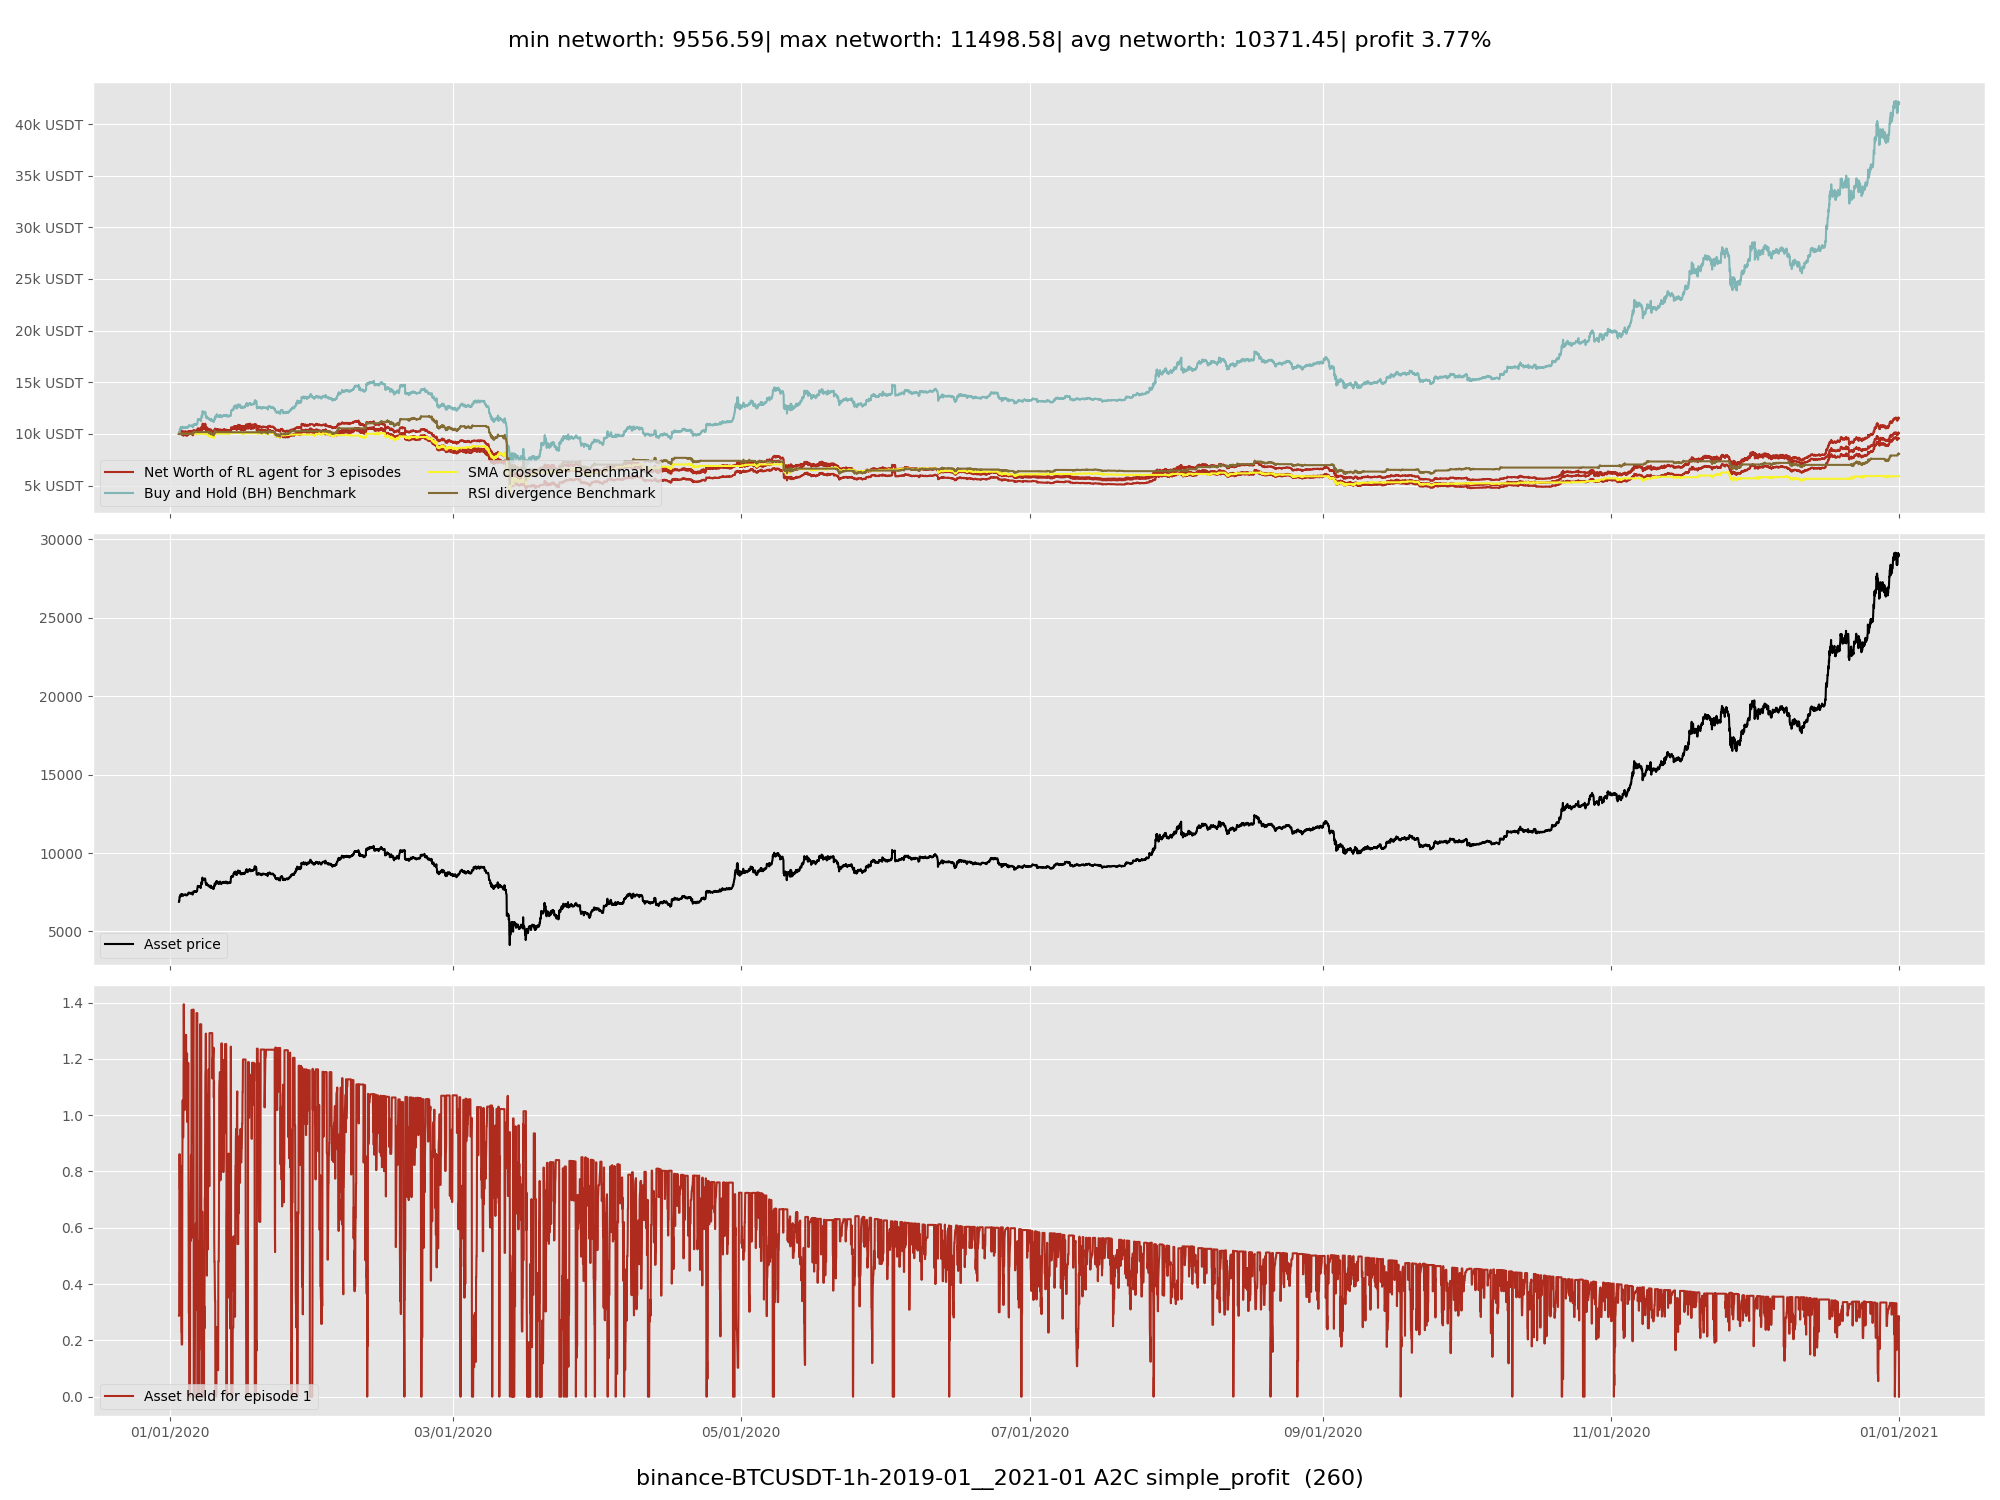 min networth: 9556.59| max networth: 11498.58| avg networth: 10371.45| profit 3.77%
40k USDT
35k USDT
30k USDT
25k USDT
20k USDT
15k USDT
10k USDT
5k USDT
Net Worth of RL agent for 3 episodes
Buy and Hold (BH) Benchmark
SMA crossover Benchmark
RSI divergence Benchmark
30000
25000
20000
15000
10000
5000
Asset price
1.4
1.2
1.0
0.8
0.6
0.4
0.2
0.0
Asset held for episode 1
01/01/2020 03/01/2020 05/01/2020 07/01/2020 09/01/2020 11/01/2020 01/01/2021
binance-BTCUSDT-1h-2019-01__2021-01 A2C simple_profit  (260)